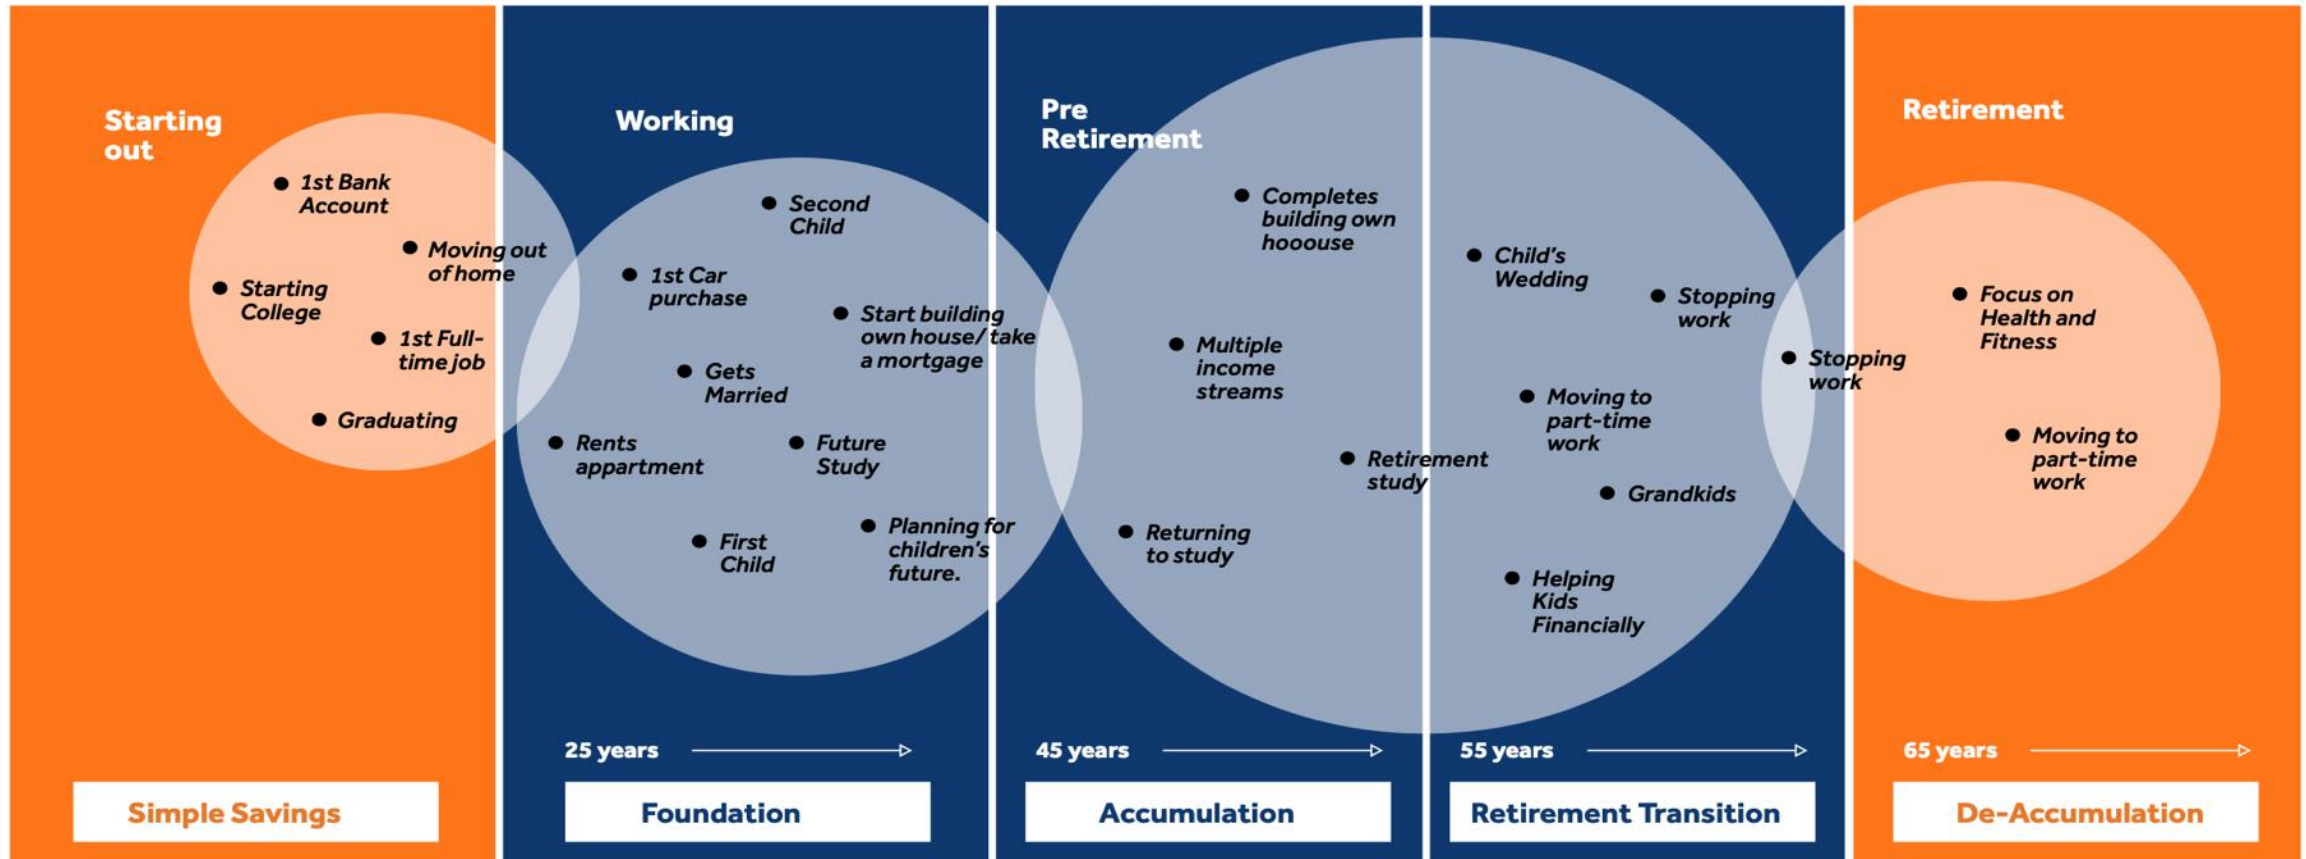 Starting
out
1st Bank
Account
Moving out
of home
Starting
College
1st Full-
time job
Graduating
Simple Savings
Working
Second
Child
1st Car
purchase
Start building
own house/ take
a mortgage
Gets
Married
Rents
appartment
Future
Study
First
Child
Planning for
children's
future.
25 years
Foundation
Pre
Retirement
Completes
building own
hooouse
Multiple
income
streams
Retirement
study
Returning
to study
45 years
Accumulation
Child's
Wedding
Stopping
work
Stopping
work
Moving to
part-time
work
Grandkids
Helping
Kids
Financially
55 years
Retirement Transition
Retirement
Focus on
Health and
Fitness
Moving to
part-time
work
65 years
De-Accumulation